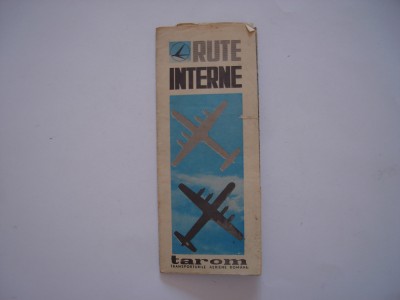 RUTE
INTERNE
tarom
TRANSPORTURILE AERIENE ROMÂNE